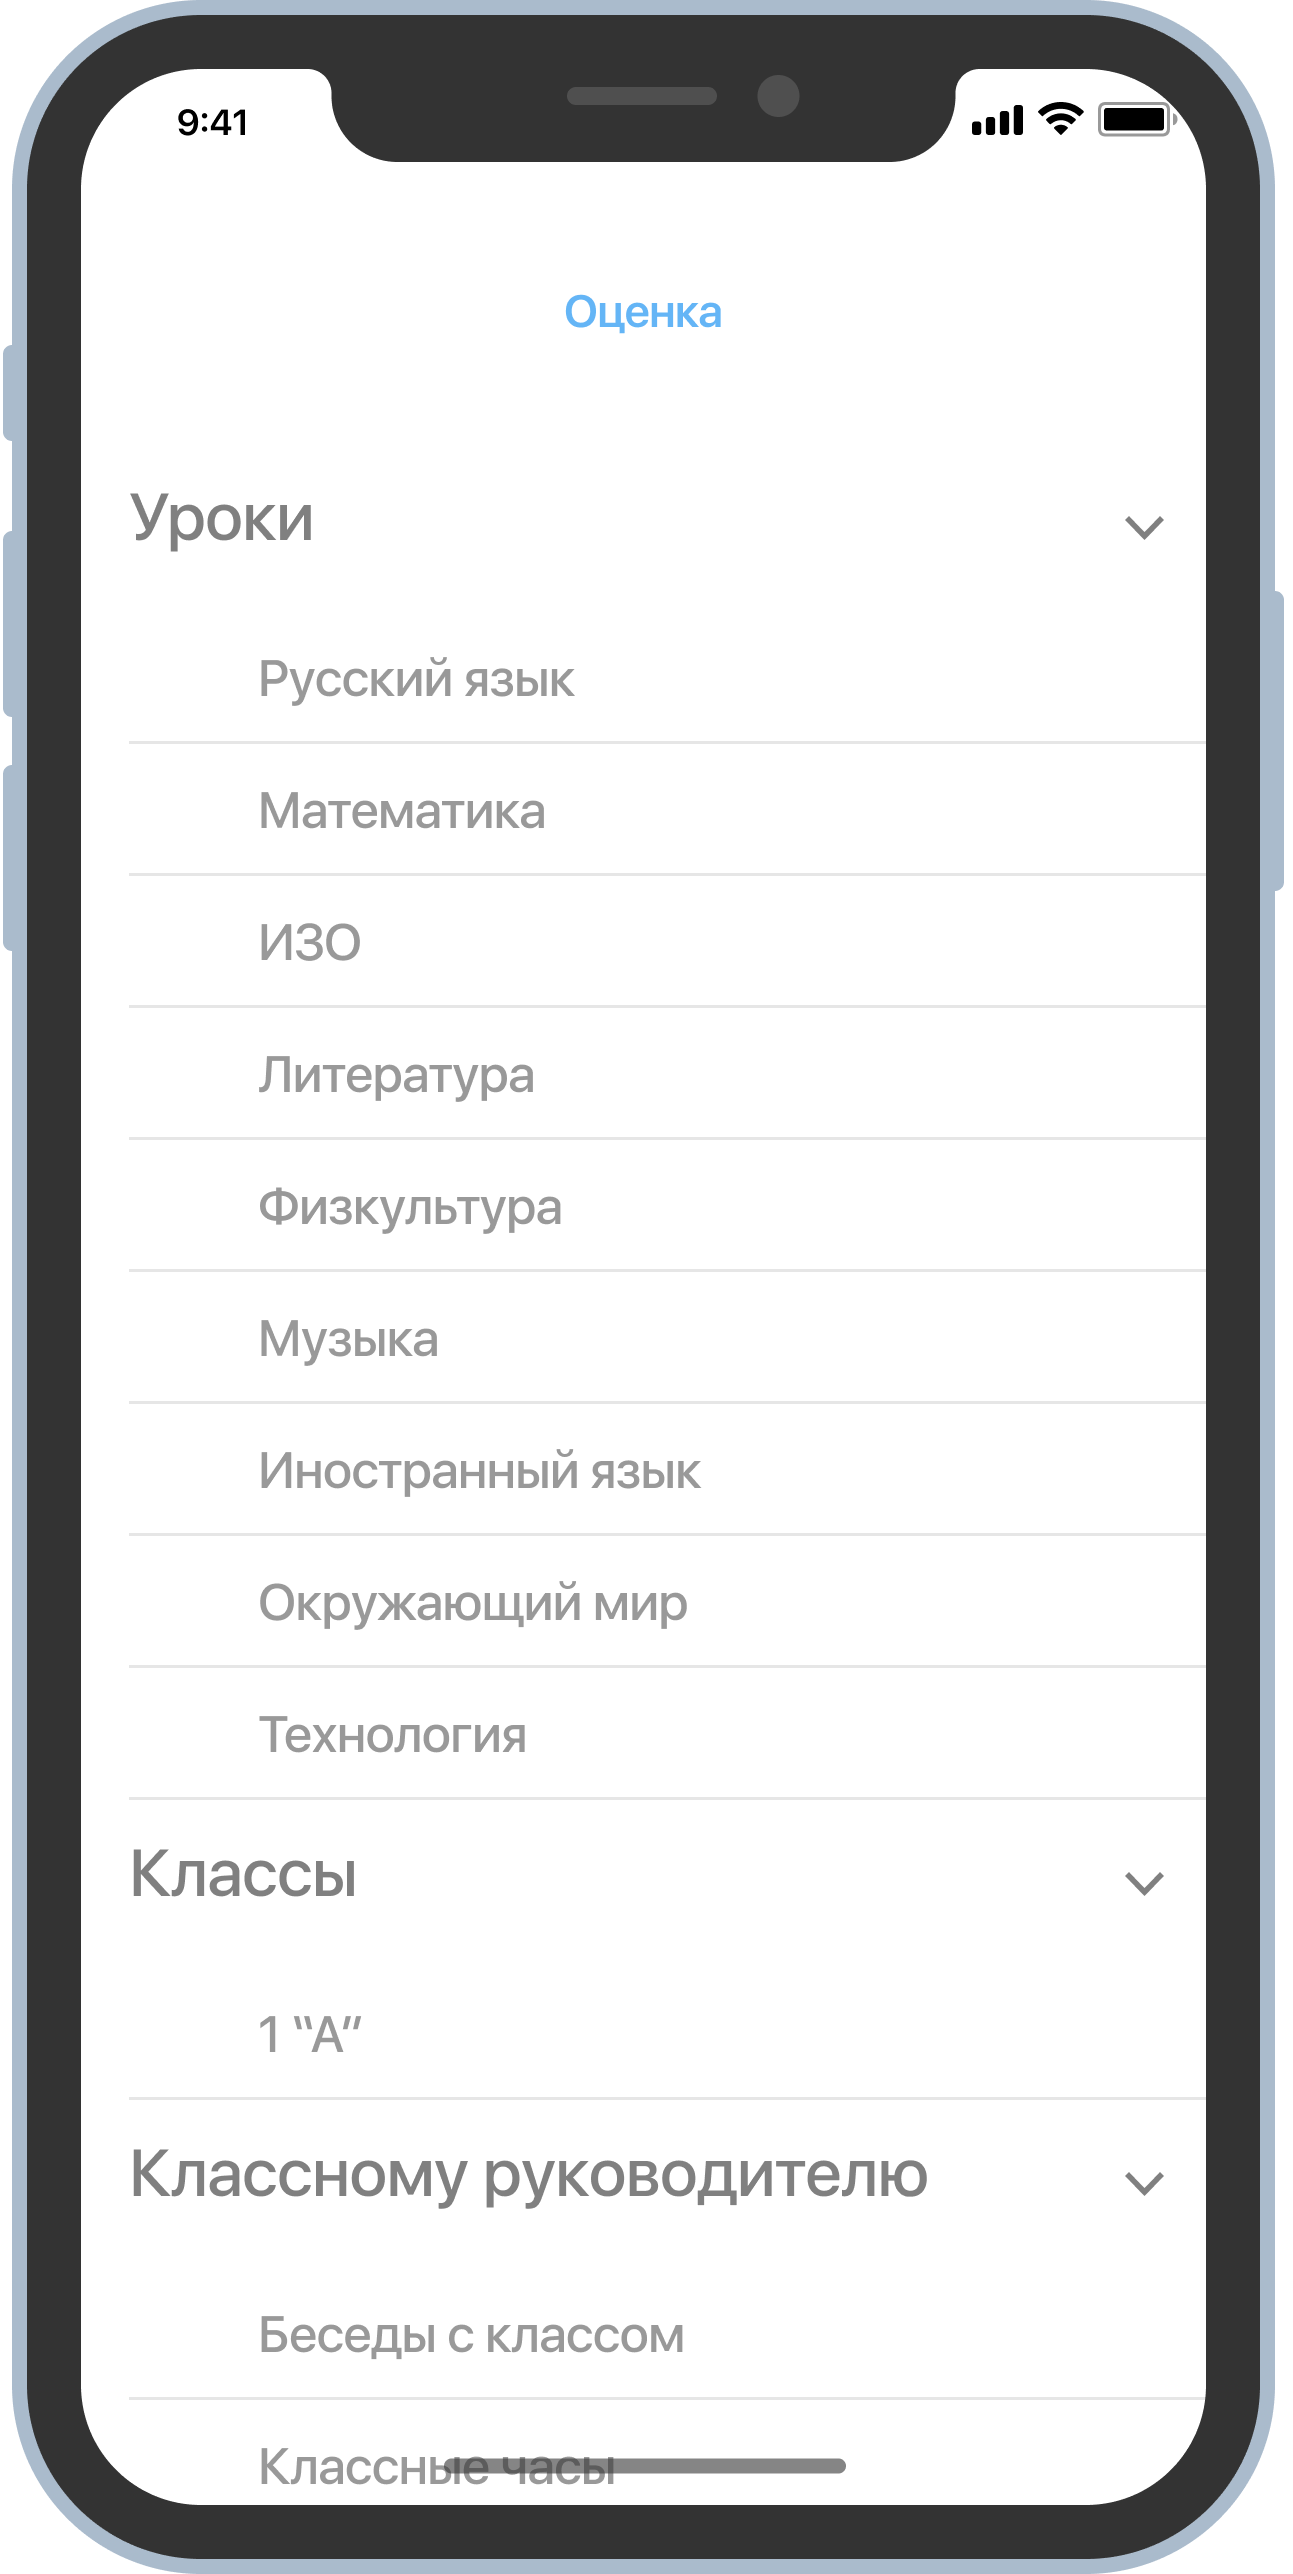 9:41
Оценка
Уроки
Русский язык
Математика
ИЗО
Литература
Физкультура
Музыка
Иностранный язык
Окружающий мир
Технология
Классы
1 “А”
Классному руководителю
Беседы с классом
Классные часы